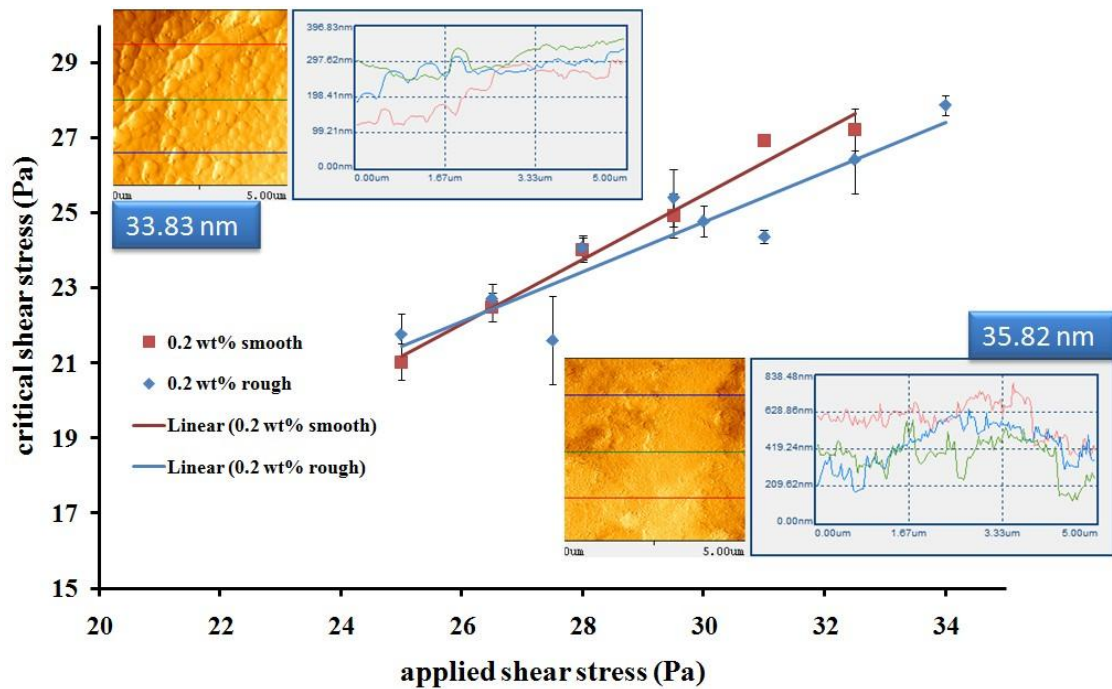 396.83nm
297.62nm
198.41nm
99.21nm
0.00nm
0.00um
1.67um
3.33um
5.00um
0um
5.00um
33.83 nm
critical shear stress (Pa)
29
27
25
23
21
19
17
15
0.2 wt% smooth
0.2 wt% rough
Linear (0.2 wt% smooth)
Linear (0.2 wt% rough)
35.82 nm
838.48nm
628.86nm
419.24nm
209.62nm
0.00nm
0.00um
1.67um
3.33um
5.00um
0um
5.00um
20
22
24
26
28
30
32
34
applied shear stress (Pa)